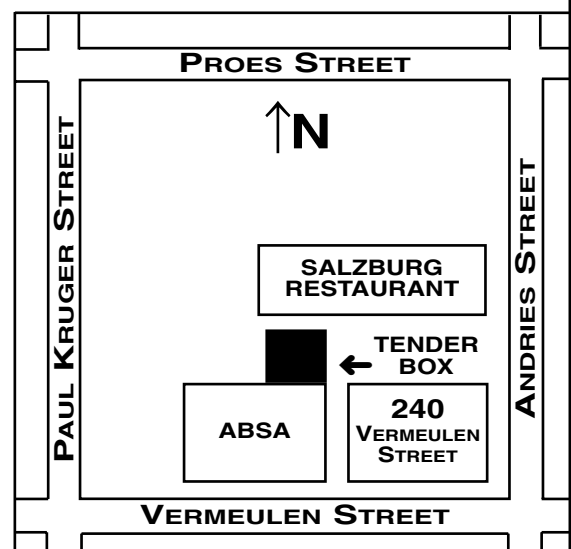 PROES STREET
N
PAUL KRUGER STREET
ANDRIES STREET
SALZBURG
RESTAURANT
TENDER
BOX
ABSA
240
VERMEULEN
STREET
VERMEULEN STREET